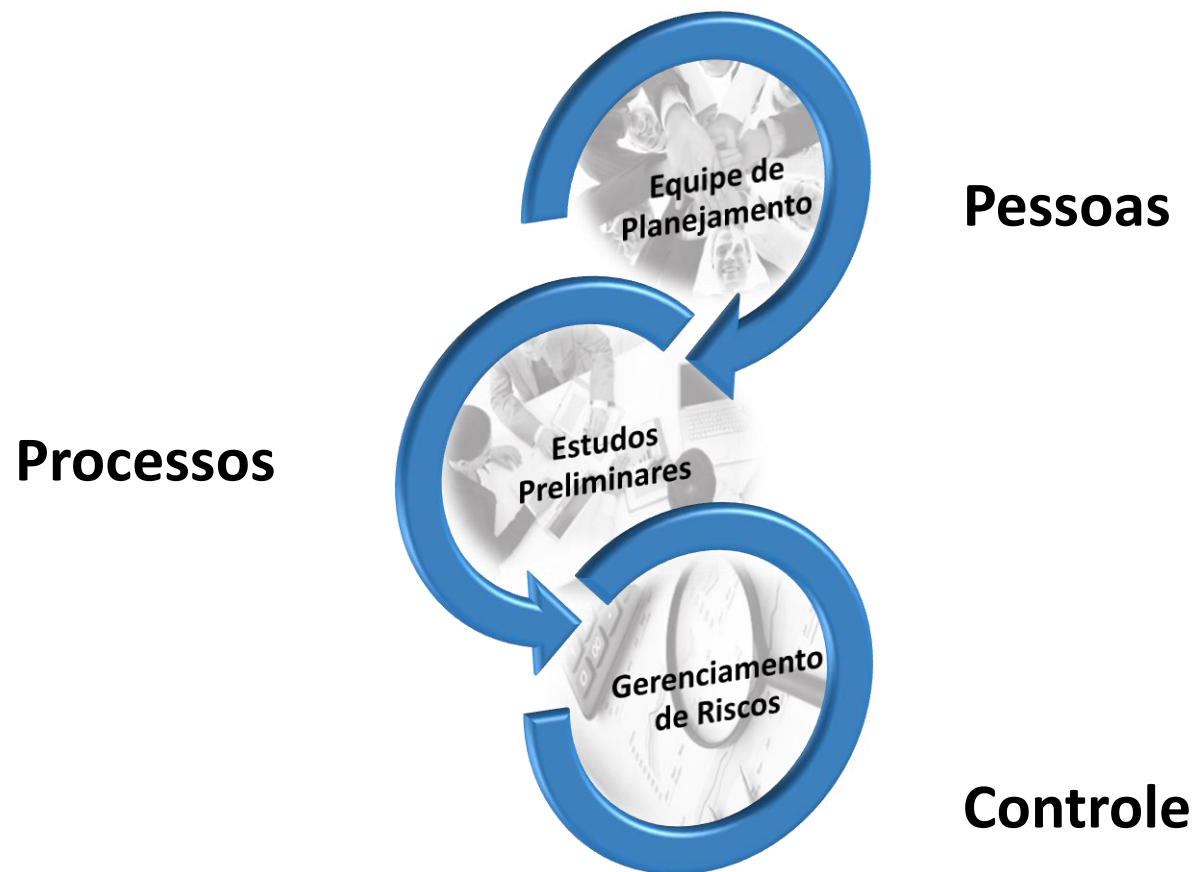 Equipe de
Planejamento
Pessoas
Processos
Estudos
Preliminares
Gerenciamento
de Riscos
Controle